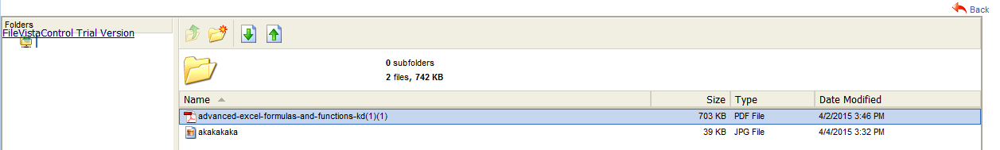 Back
Folders
FileVistaControl Trial Version
0 subfolders
2 files, 742 KB
Name Size Type Date Modified
advanced-excel-formulas-and-functions-kd(1)(1) 703 KB PDF File 4/2/2015 3:46 PM
akakakaka 39 KB JPG File 4/4/2015 3:32 PM